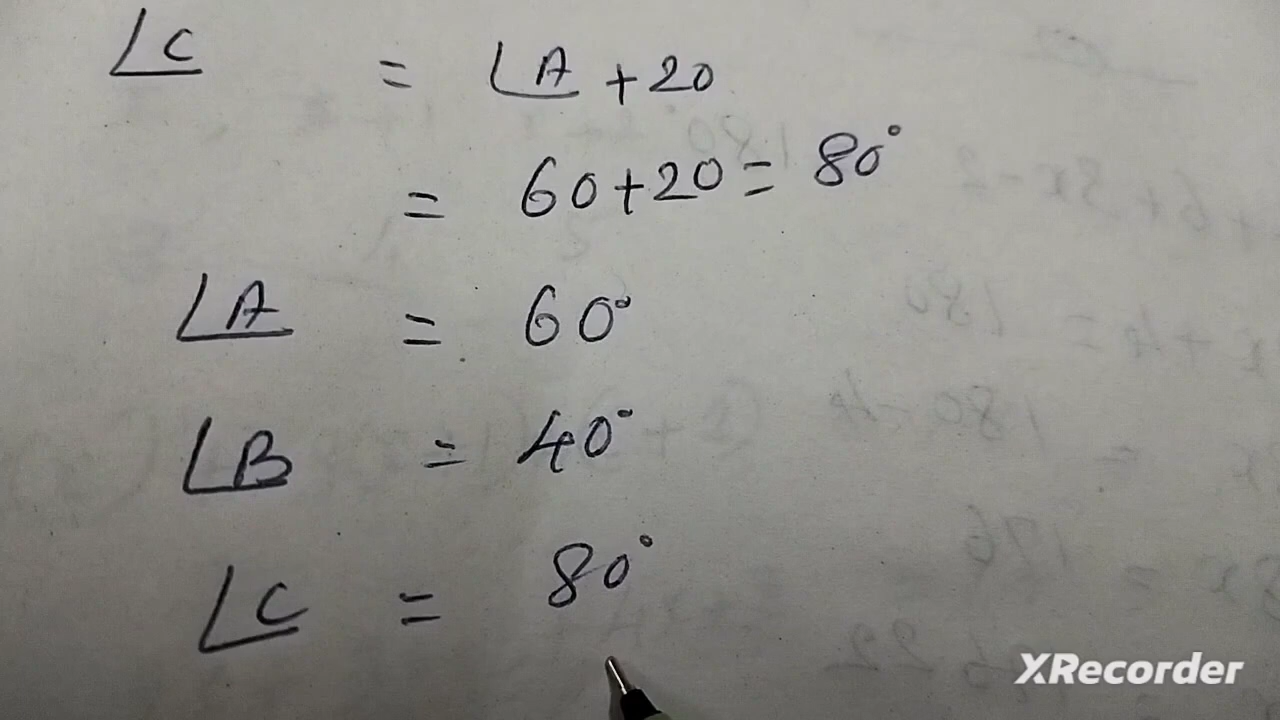 ∠C = ∠A + 20
= 60 + 20 = 80°
∠A = 60°
∠B = 40°
∠C = 80°
XRecorder